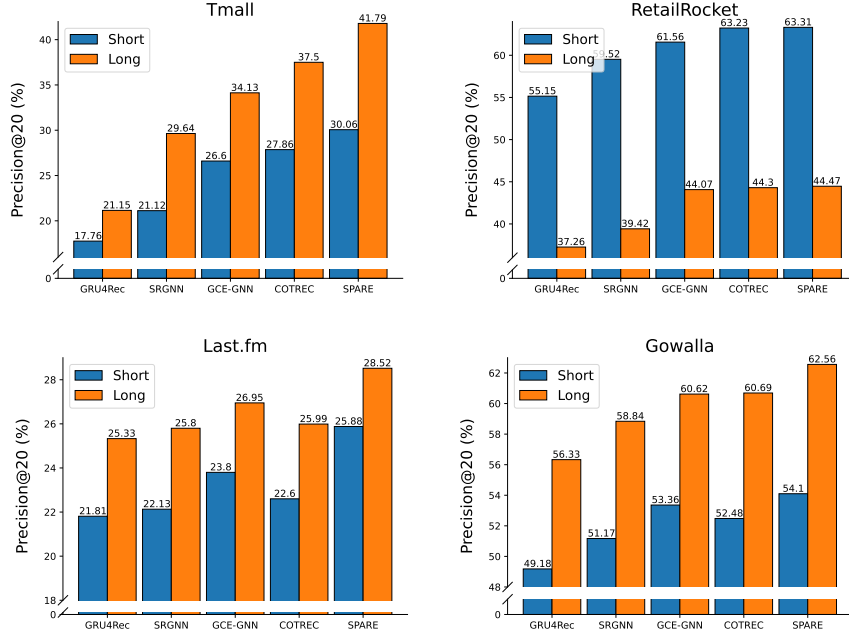 Tmall
Precision@20 (%)
40
30
20
0
Short
Long
17.76
21.15
21.12
29.64
26.6
34.13
27.86
37.5
30.06
41.79
GRU4Rec
SRGNN
GCE-GNN
COTREC
SPARE
RetailRocket
Precision@20 (%)
60
50
45
40
0
Short
Long
55.15
37.26
59.52
39.42
61.56
44.07
63.23
44.3
63.31
44.47
GRU4Rec
SRGNN
GCE-GNN
COTREC
SPARE
Last.fm
Precision@20 (%)
28
26
24
22
20
18
0
Short
Long
21.81
25.33
22.13
25.8
23.8
26.95
22.6
25.99
25.88
28.52
GRU4Rec
SRGNN
GCE-GNN
COTREC
SPARE
Gowalla
Precision@20 (%)
62
60
58
56
54
52
50
48
0
Short
Long
49.18
56.33
51.17
58.84
53.36
60.62
52.48
60.69
54.1
62.56
GRU4Rec
SRGNN
GCE-GNN
COTREC
SPARE